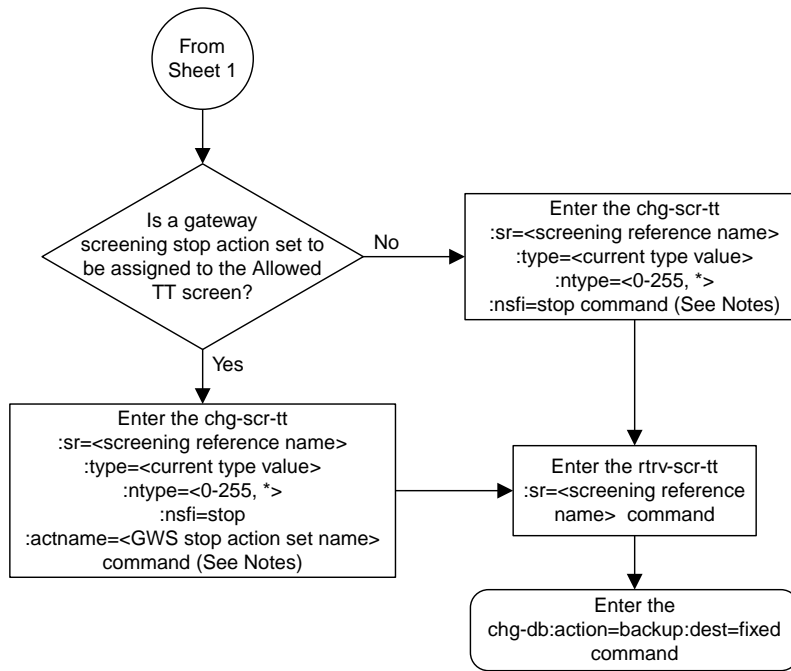 From
Sheet 1
Is a gateway
screening stop action set to
be assigned to the Allowed
TT screen?
No
Enter the chg-scr-tt
:sr=<screening reference name>
:type=<current type value>
:ntype=<0-255, *>
:nsfi=stop command (See Notes)
Yes
Enter the chg-scr-tt
:sr=<screening reference name>
:type=<current type value>
:ntype=<0-255, *>
:nsfi=stop
:actname=<GWS stop action set name>
command (See Notes)
Enter the rtrv-scr-tt
:sr=<screening reference
name> command
Enter the
chg-db:action=backup:dest=fixed
command